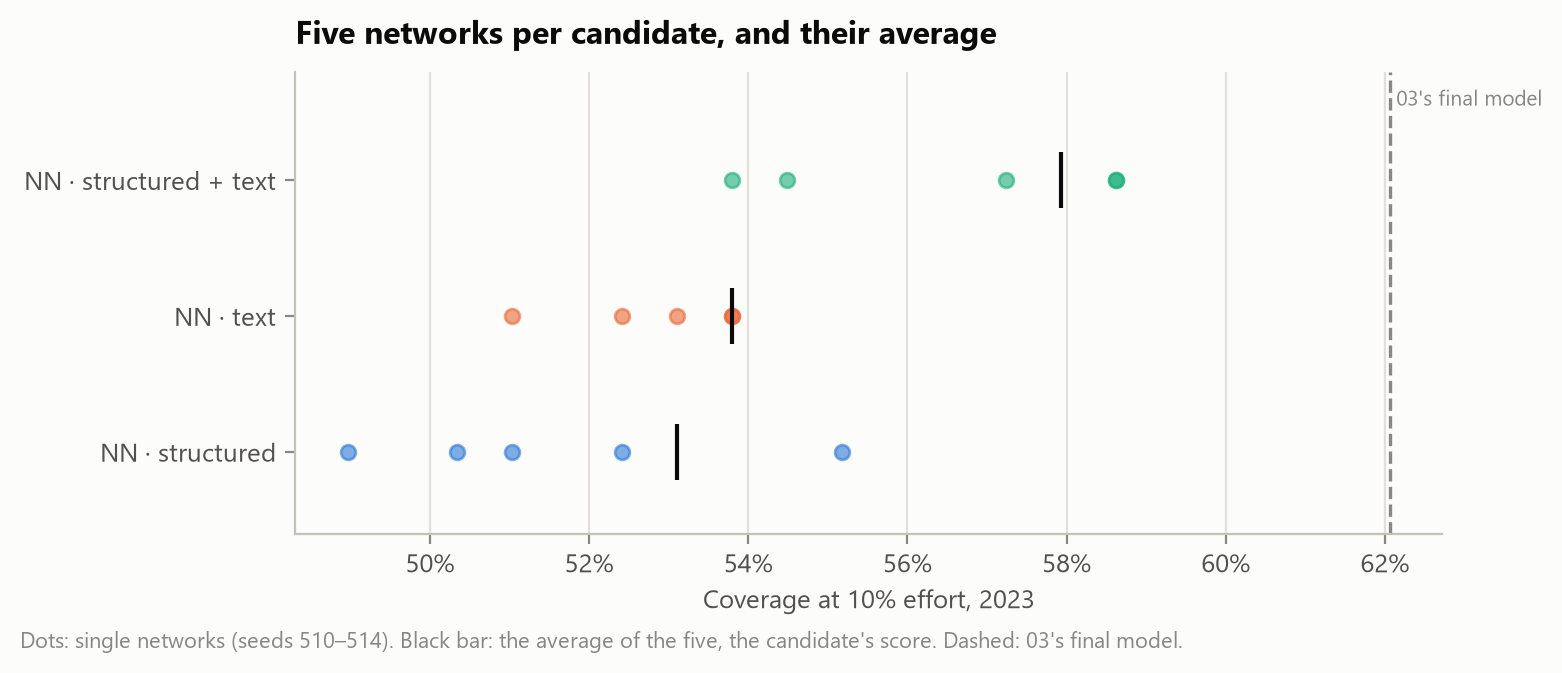 Five networks per candidate, and their average
03's final model
NN · structured + text
NN · text
NN · structured
50% 52% 54% 56% 58% 60% 62%
Coverage at 10% effort, 2023
Dots: single networks (seeds 510–514). Black bar: the average of the five, the candidate's score. Dashed: 03's final model.